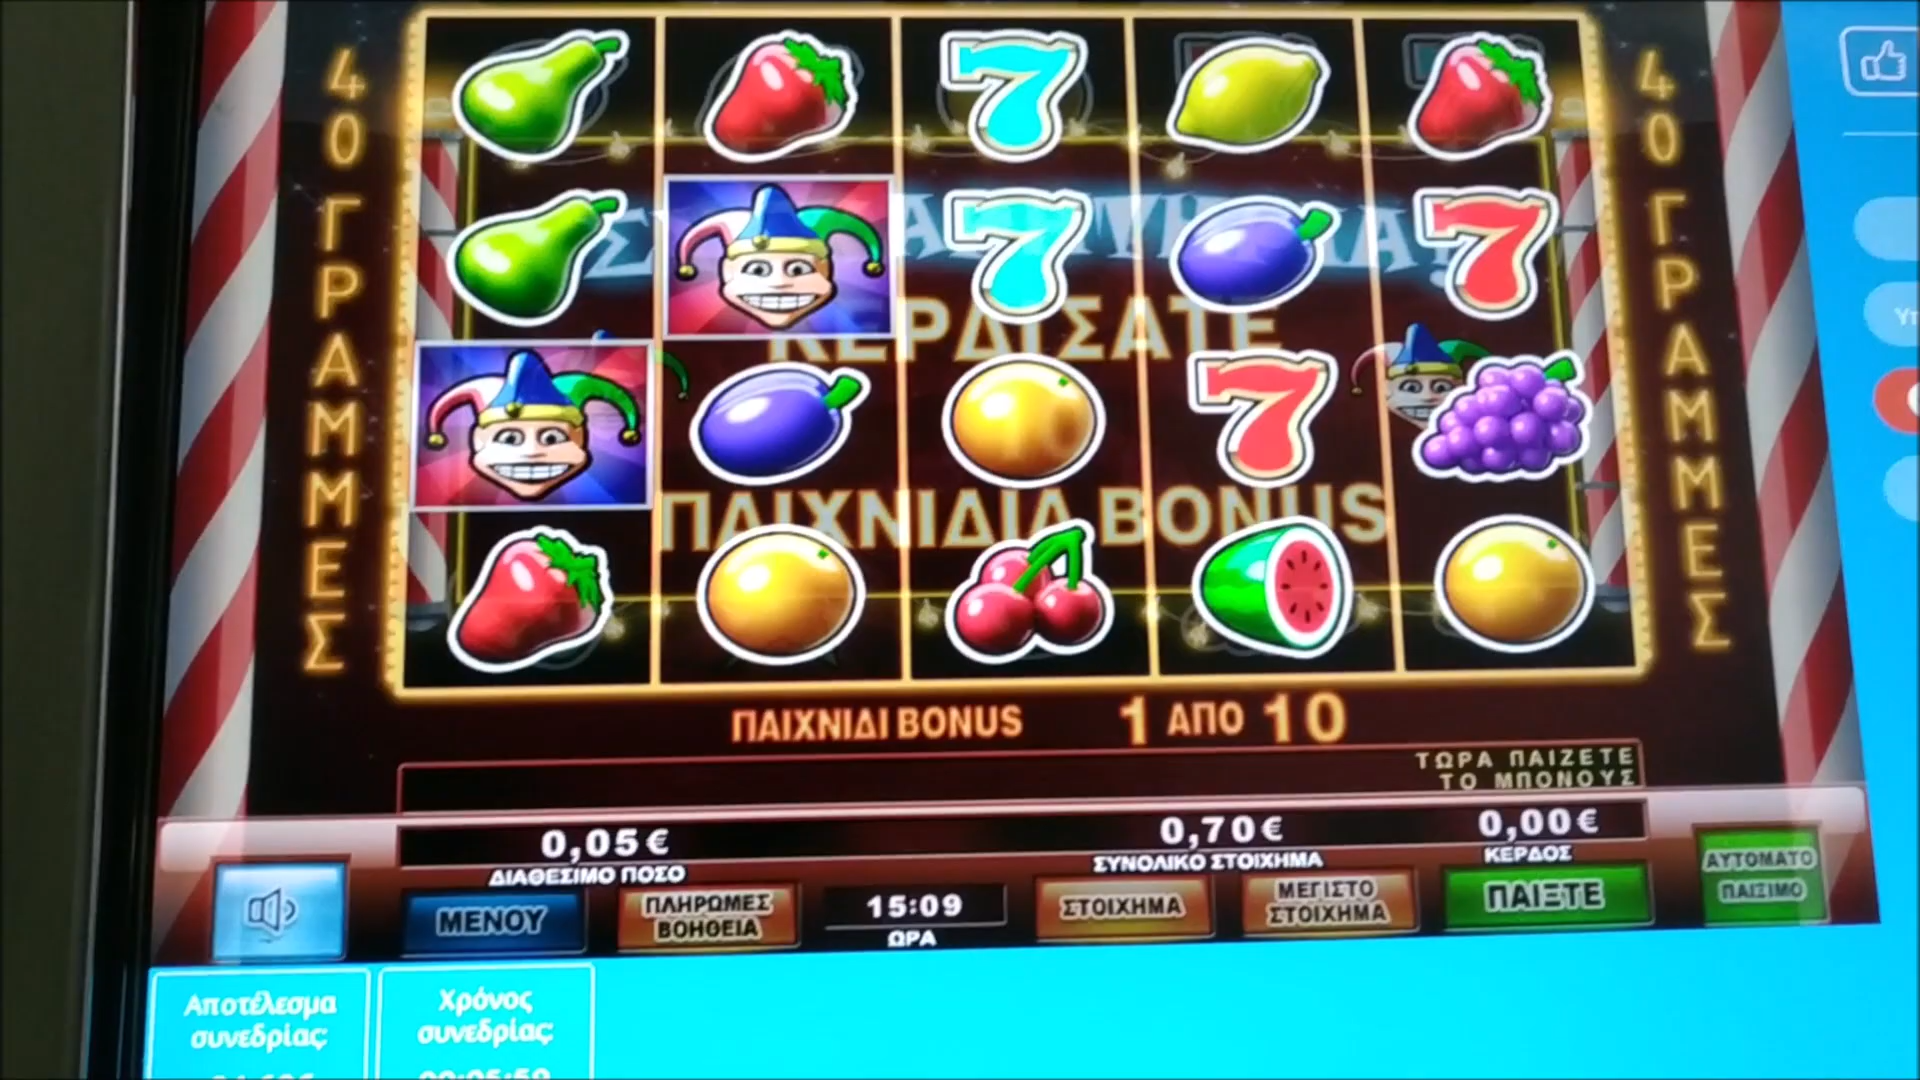 40 ΓΡΑΜΜΕΣ
40 ΓΡΑΜΜΕΣ
ΚΕΡΔΙΣΑΤΕ
ΠΑΙΧΝΙΔΙΑ BONUS
ΠΑΙΧΝΙΔΙ BONUS 1 ΑΠΟ 10
ΤΩΡΑ ΠΑΙΖΕΤΕ
ΤΟ ΜΠΟΝΟΥΣ
0,05€
ΔΙΑΘΕΣΙΜΟ ΠΟΣΟ
0,70€
ΣΥΝΟΛΙΚΟ ΣΤΟΙΧΗΜΑ
0,00€
ΚΕΡΔΟΣ
ΜΕΝΟΥ
ΠΛΗΡΩΜΕΣ
ΒΟΗΘΕΙΑ
15:09
ΩΡΑ
ΣΤΟΙΧΗΜΑ
ΜΕΓΙΣΤΟ
ΣΤΟΙΧΗΜΑ
ΠΑΙΞΤΕ
ΑΥΤΟΜΑΤΟ
ΠΑΙΞΙΜΟ
Αποτέλεσμα
συνεδρίας:
Χρόνος
συνεδρίας: